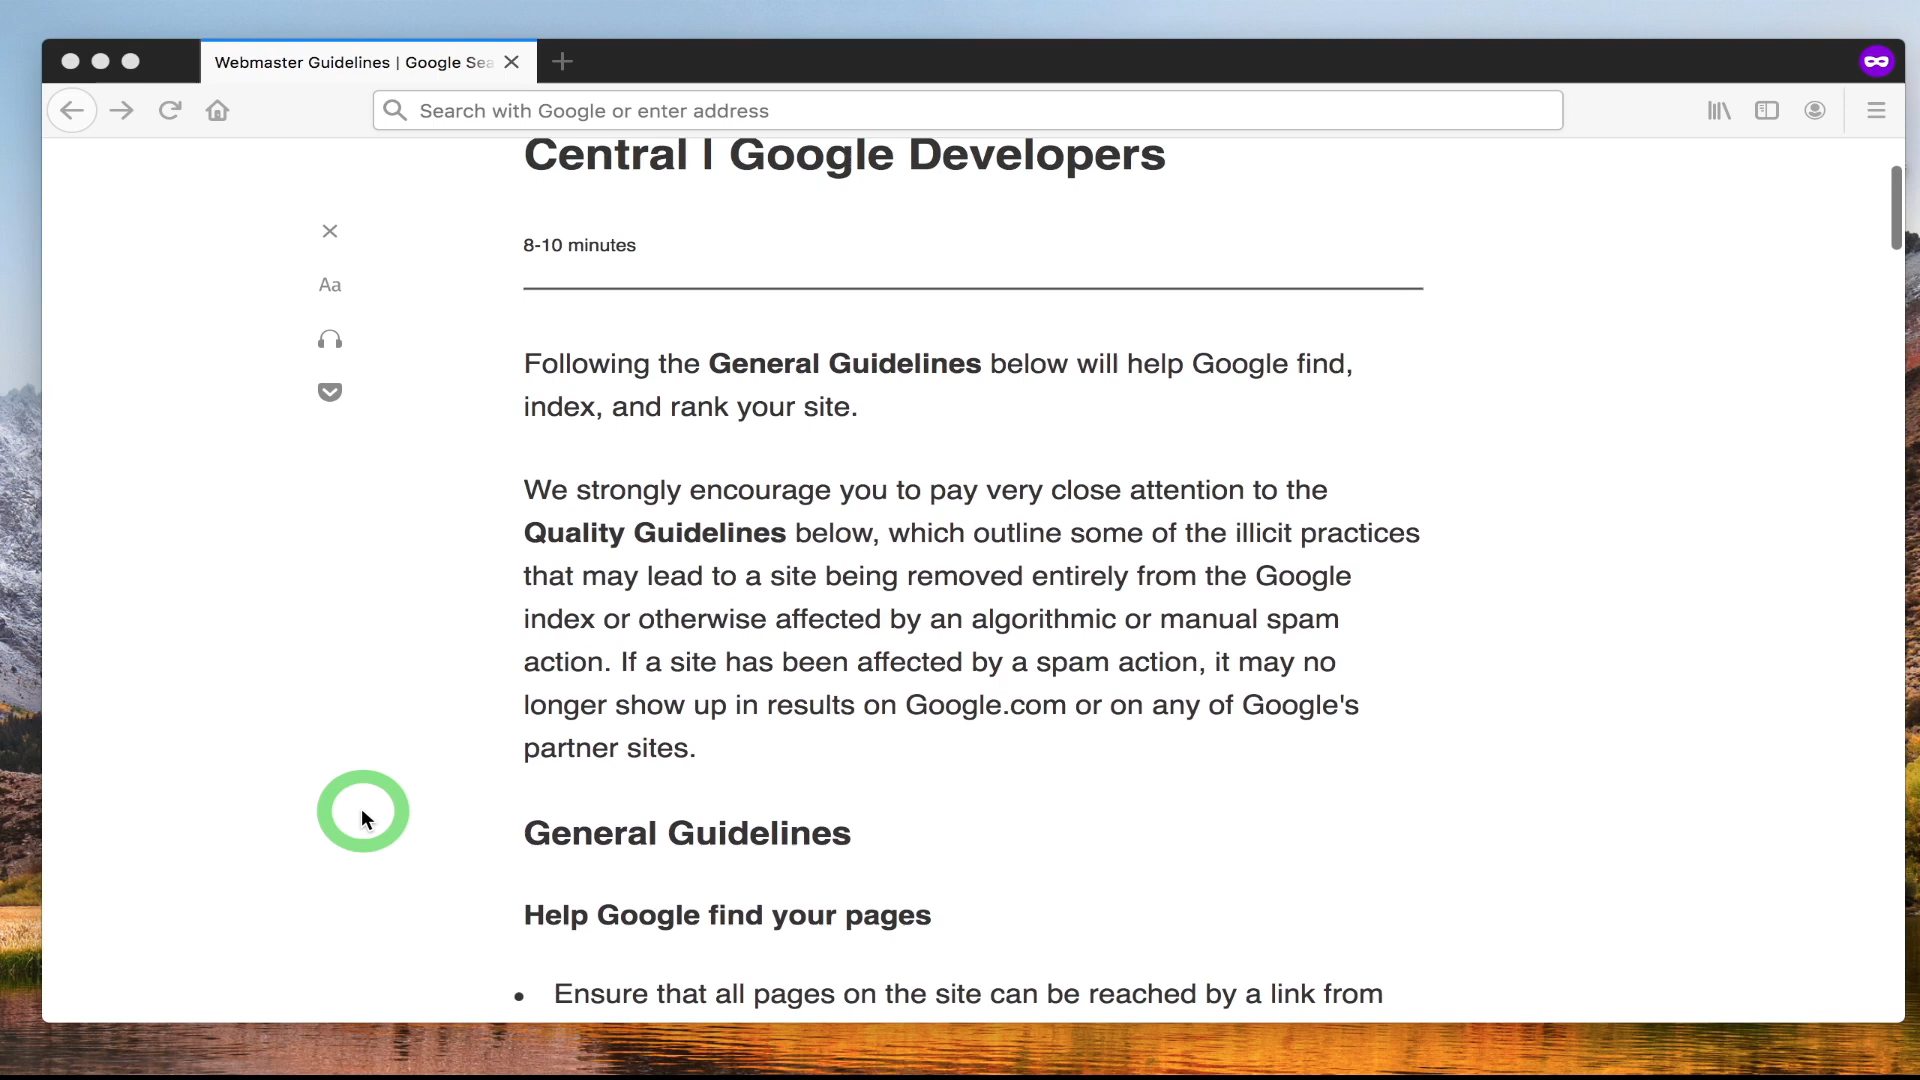 Webmaster Guidelines | Google Sea
Search with Google or enter address
Central | Google Developers
8-10 minutes
Aa
Following the General Guidelines below will help Google find,
index, and rank your site.
We strongly encourage you to pay very close attention to the
Quality Guidelines below, which outline some of the illicit practices
that may lead to a site being removed entirely from the Google
index or otherwise affected by an algorithmic or manual spam
action. If a site has been affected by a spam action, it may no
longer show up in results on Google.com or on any of Google's
partner sites.
General Guidelines
Help Google find your pages
• Ensure that all pages on the site can be reached by a link from